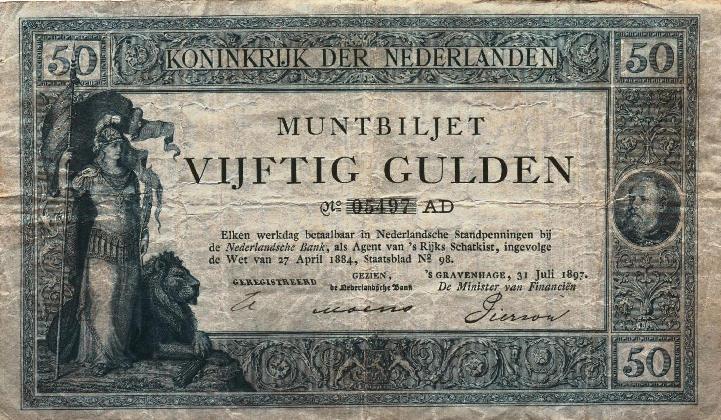 50 KONINKRIJK DER NEDERLANDEN 50
MUNTBILJET
VIJFTIG GULDEN
No 05497 AD
Elken werkdag betaalbaar in Nederlandsche Standpenningen bij
de Nederlandsche Bank, als Agent van 's Rijks Schatkist, ingevolge
de Wet van 27 April 1884, Staatsblad No 98.
GEREGISTREERD GEZIEN, 'S GRAVENHAGE, 31 Juli 1897.
de Nederlandsche Bank De Minister van Financiën
Pierson
50